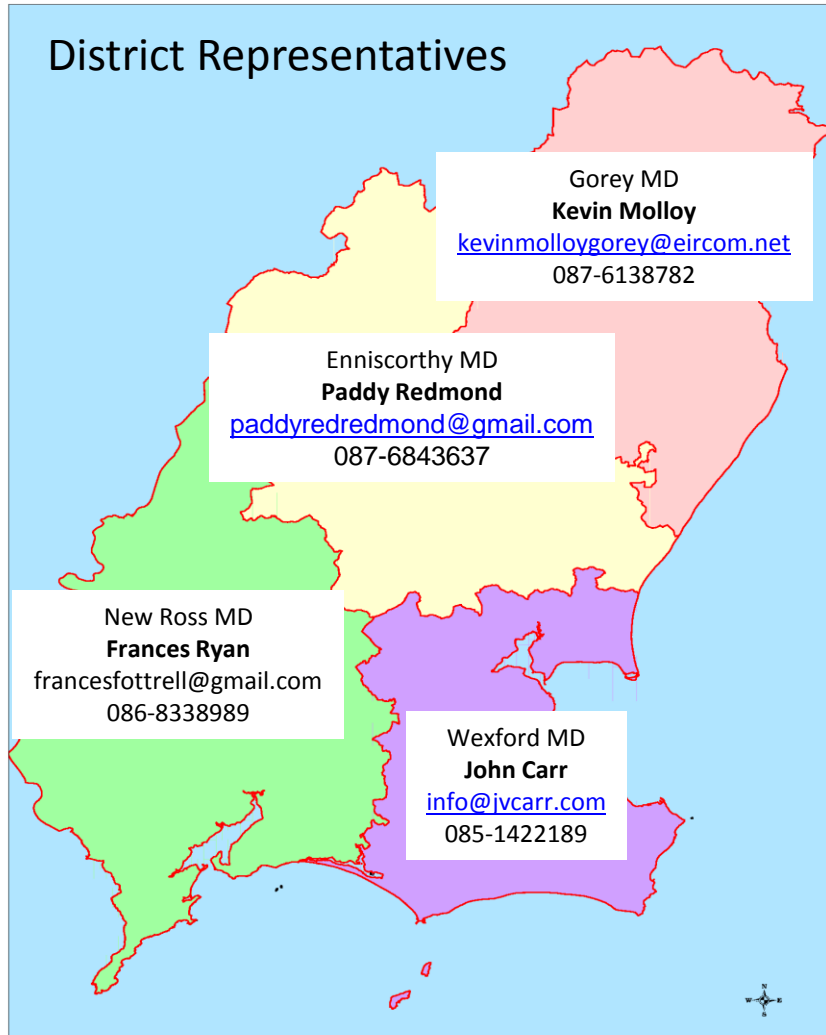 District Representatives
Gorey MD
Kevin Molloy
kevinmolloygorey@eircom.net
087-6138782
Enniscorthy MD
Paddy Redmond
paddyredredmond@gmail.com
087-6843637
New Ross MD
Frances Ryan
francesfottrell@gmail.com
086-8338989
Wexford MD
John Carr
info@jvcarr.com
085-1422189
N
W E
S